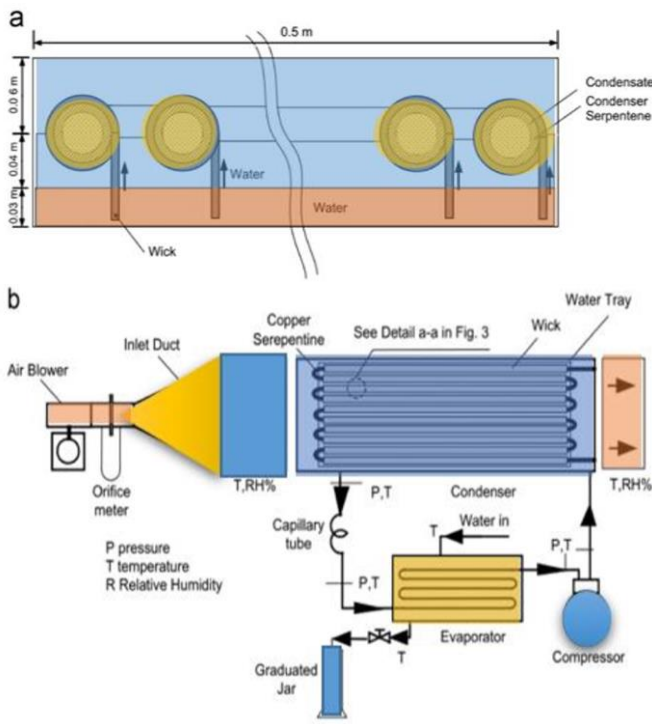 a
0.5 m
0.06 m
0.04 m
0.03 m
Condensate
Condenser
Serpentene
Water
Water
Wick
b
Copper
Serepentine
See Detail a-a in Fig. 3
Wick
Water Tray
Inlet Duct
Air Blower
T,RH%
T,RH%
Orifice
meter
P,T
Condenser
P pressure
T temperature
R Relative Humidity
Capillary
tube
T
Water in
P,T
P,T
Evaporator
T
Compressor
Graduated
Jar